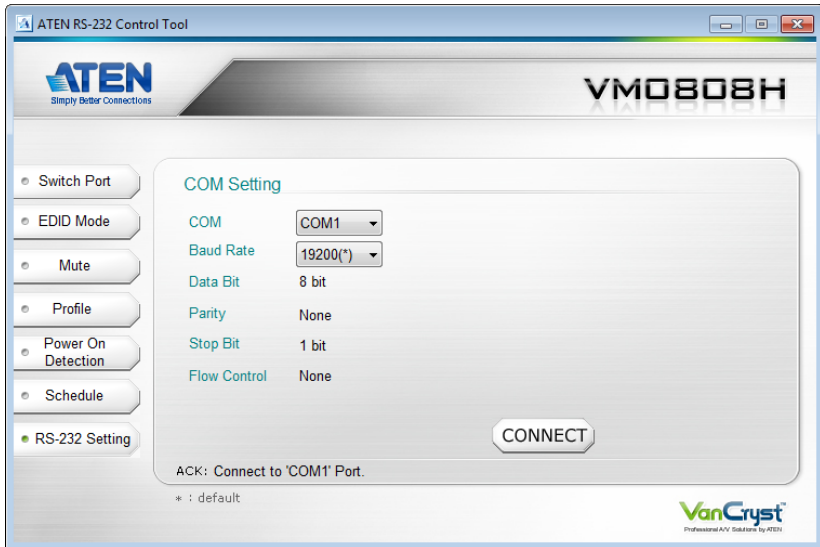 ATEN RS-232 Control Tool
ATEN
Simply Better Connections
VM0808H
Switch Port
EDID Mode
Mute
Profile
Power On
Detection
Schedule
RS-232 Setting
COM Setting
COM COM1
Baud Rate 19200(*)
Data Bit 8 bit
Parity None
Stop Bit 1 bit
Flow Control None
CONNECT
ACK: Connect to 'COM1' Port.
* : default
VanCryst™
Professional A/V Solutions by ATEN